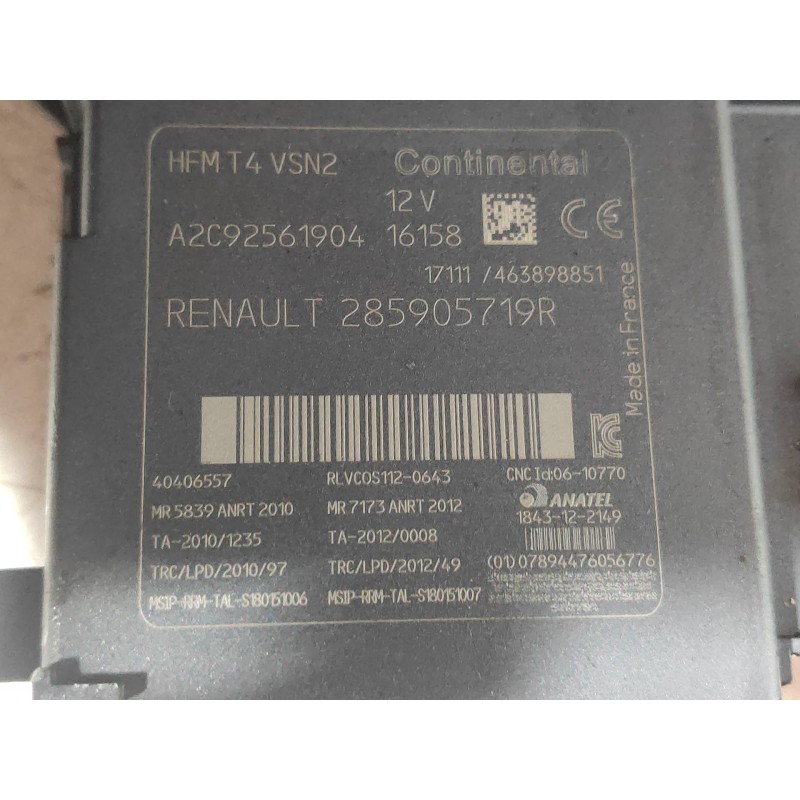 HFM T4 VSN2 Continental
12 V
A2C92561904 16158
CE
17111 /463898851
RENAULT 285905719R
Made in France
40406557 RLVCOS112-0643 CNC Id:06-10770
MR 5839 ANRT 2010 MR 7173 ANRT 2012 ANATEL
1843-12-2149
TA-2010/1235 TA-2012/0008
TRC/LPD/2010/97 TRC/LPD/2012/49 (01)07894476056776
MSIP-RRM-TAL-S180151006 MSIP-RRM-TAL-S180151007